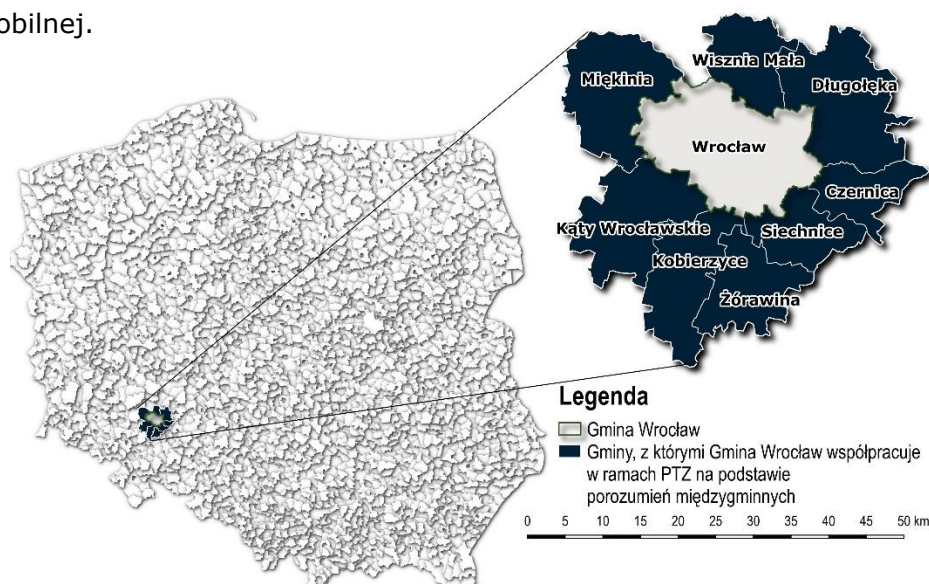 obilnej.
Wisznia Mała
Miękinia
Długołęka
Wrocław
Czernica
Kąty Wrocławskie
Siechnice
Kobierzyce
Żórawina
Legenda
Gmina Wrocław
Gminy, z którymi Gmina Wrocław współpracuje
w ramach PTZ na podstawie
porozumień międzygminnych
0 5 10 15 20 25 30 35 40 45 50 km